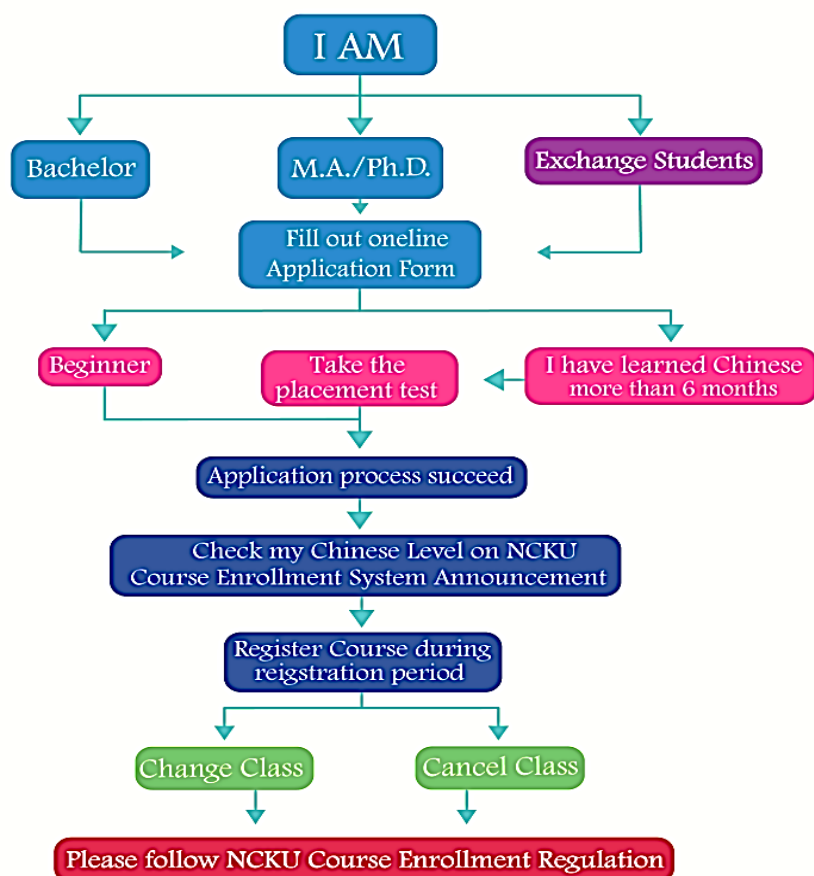 I AM
Bachelor
M.A./Ph.D.
Exchange Students
Fill out oneline
Application Form
Beginner
Take the
placement test
I have learned Chinese
more than 6 months
Application process succeed
Check my Chinese Level on NCKU
Course Enrollment System Announcement
Register Course during
reigstration period
Change Class
Cancel Class
Please follow NCKU Course Enrollment Regulation